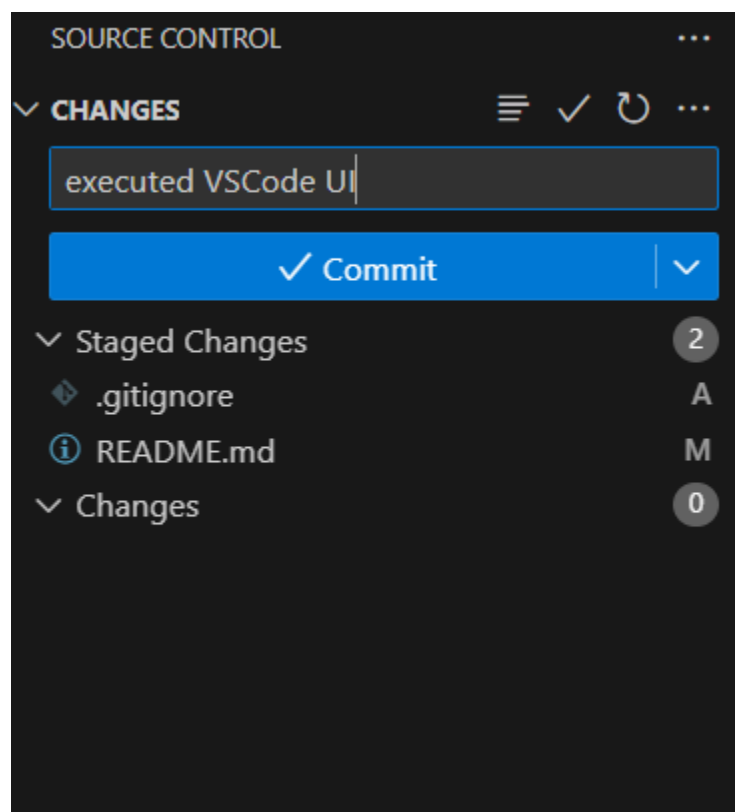 SOURCE CONTROL
CHANGES
executed VSCode UI
Commit
Staged Changes 2
.gitignore A
README.md M
Changes 0